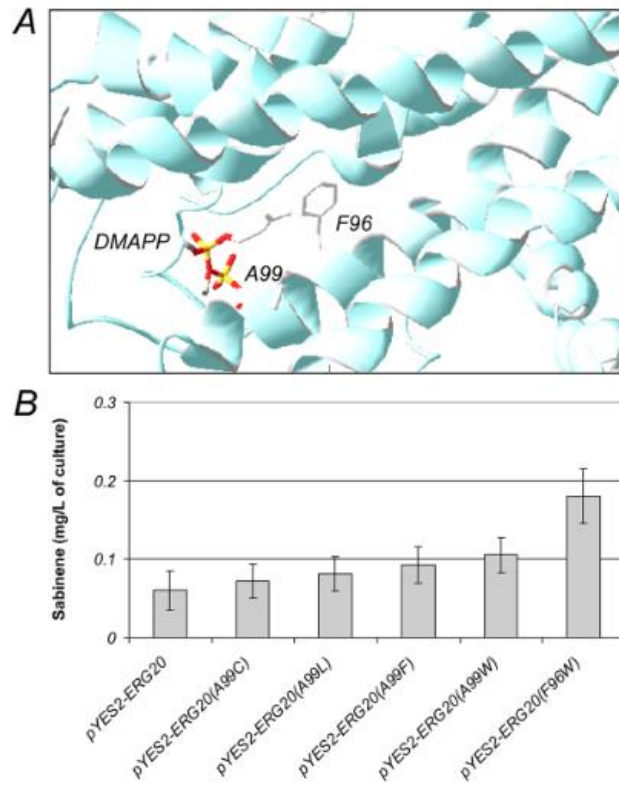 A
DMAPP
F96
A99
B
Sabinene (mg/L of culture)
0.3
0.2
0.1
0
pYES2-ERG20
pYES2-ERG20(A99C)
pYES2-ERG20(A99L)
pYES2-ERG20(A99F)
pYES2-ERG20(A99W)
pYES2-ERG20(F96W)